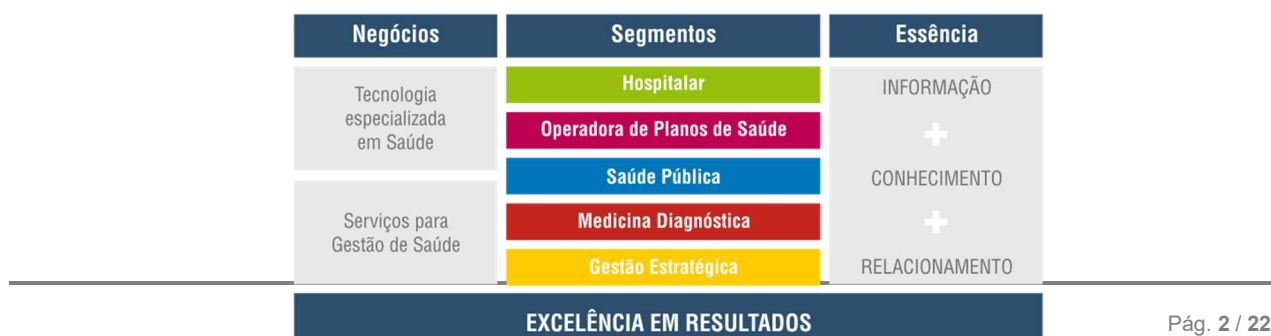 Negócios
Tecnologia
especializada
em Saúde
Serviços para
Gestão de Saúde
Segmentos
Hospitalar
Operadora de Planos de Saúde
Saúde Pública
Medicina Diagnóstica
Gestão Estratégica
Essência
INFORMAÇÃO
+
CONHECIMENTO
+
RELACIONAMENTO
EXCELÊNCIA EM RESULTADOS
Pág. 2 / 22